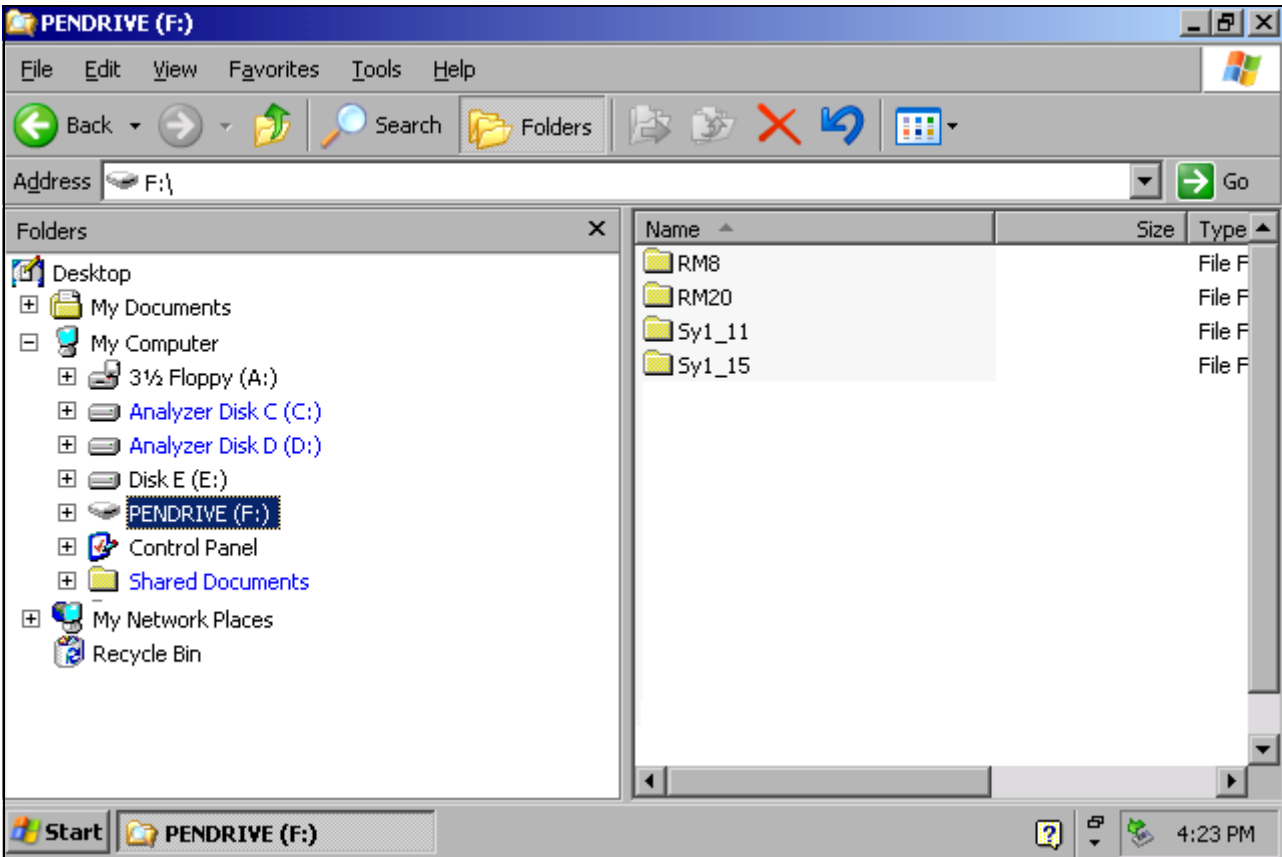 PENDRIVE (F:)
File Edit View Favorites Tools Help
Back Search Folders
Address F:\ Go
Folders
Name Size Type
Desktop
My Documents
My Computer
3½ Floppy (A:)
Analyzer Disk C (C:)
Analyzer Disk D (D:)
Disk E (E:)
PENDRIVE (F:)
Control Panel
Shared Documents
My Network Places
Recycle Bin
RM8 File F
RM20 File F
Sy1_11 File F
Sy1_15 File F
Start PENDRIVE (F:) 4:23 PM